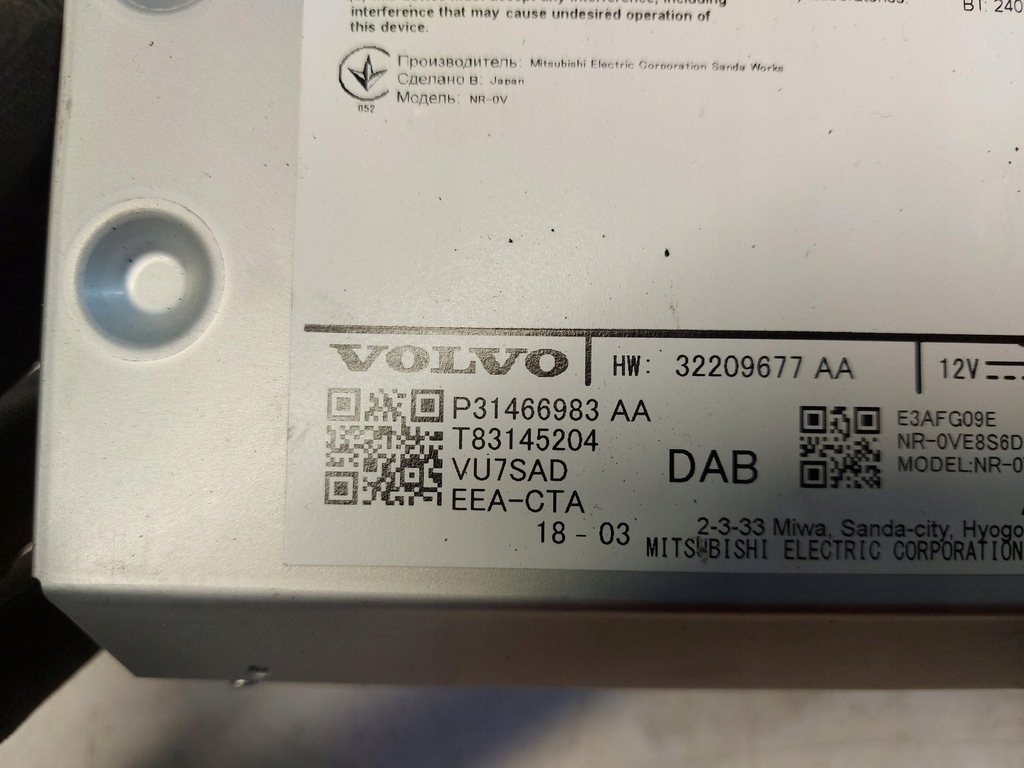 interference that may cause undesired operation of
this device.
BT: 240
Производитель: Mitsubishi Electric Corporation Sanda Works
Сделано в: Japan
Модель: NR-0V
052
VOLVO
HW: 32209677 AA
12V
P31466983 AA
T83145204
VU7SAD
EEA-CTA
18 - 03
DAB
E3AFG09E
NR-0VE8S6D
MODEL:NR-0
2-3-33 Miwa, Sanda-city, Hyogo
MITSUBISHI ELECTRIC CORPORATION